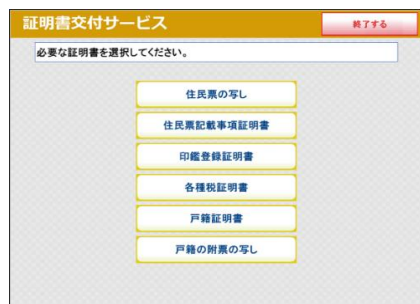 証明書交付サービス
終了する
必要な証明書を選択してください。
住民票の写し
住民票記載事項証明書
印鑑登録証明書
各種税証明書
戸籍証明書
戸籍の附票の写し